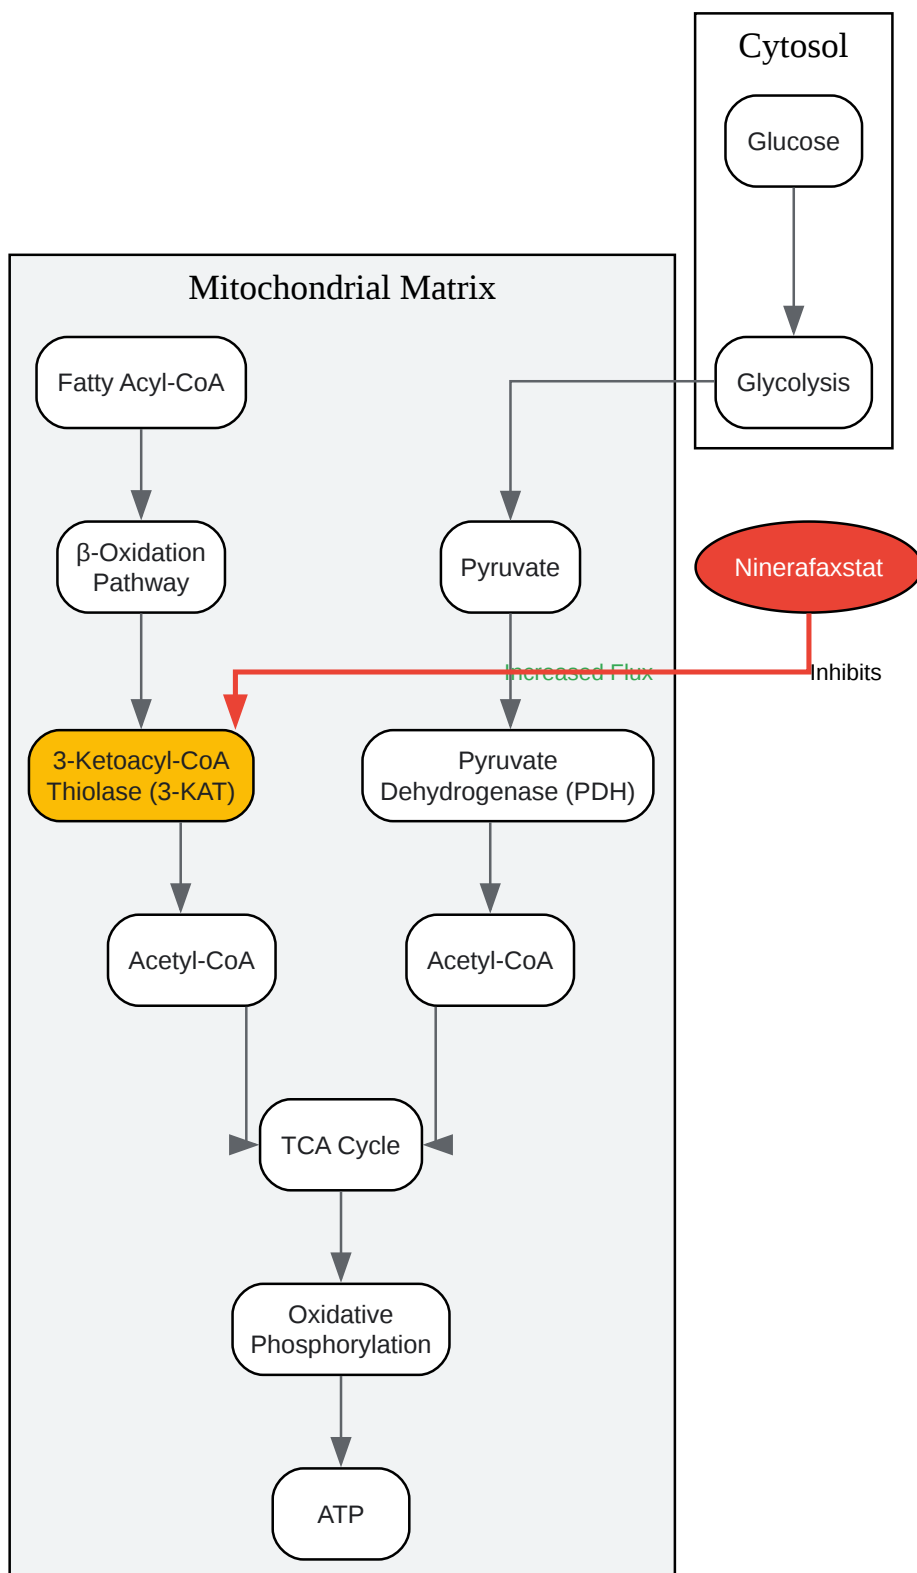 Cytosol
Glucose
Mitochondrial Matrix
Fatty Acyl-CoA
Glycolysis
β-Oxidation
Pathway
Pyruvate
Ninerafaxstat
Increased Flux
Inhibits
3-Ketoacyl-CoA
Thiolase (3-KAT)
Pyruvate
Dehydrogenase (PDH)
Acetyl-CoA
Acetyl-CoA
TCA Cycle
Oxidative
Phosphorylation
ATP